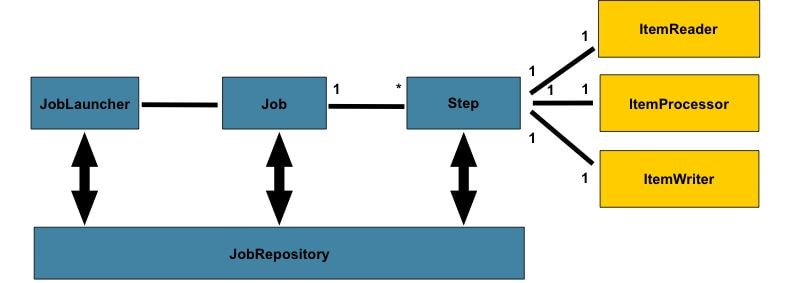 ItemReader
1
1
JobLauncher
Job
1
*
Step
1
1
ItemProcessor
1
1
ItemWriter
JobRepository